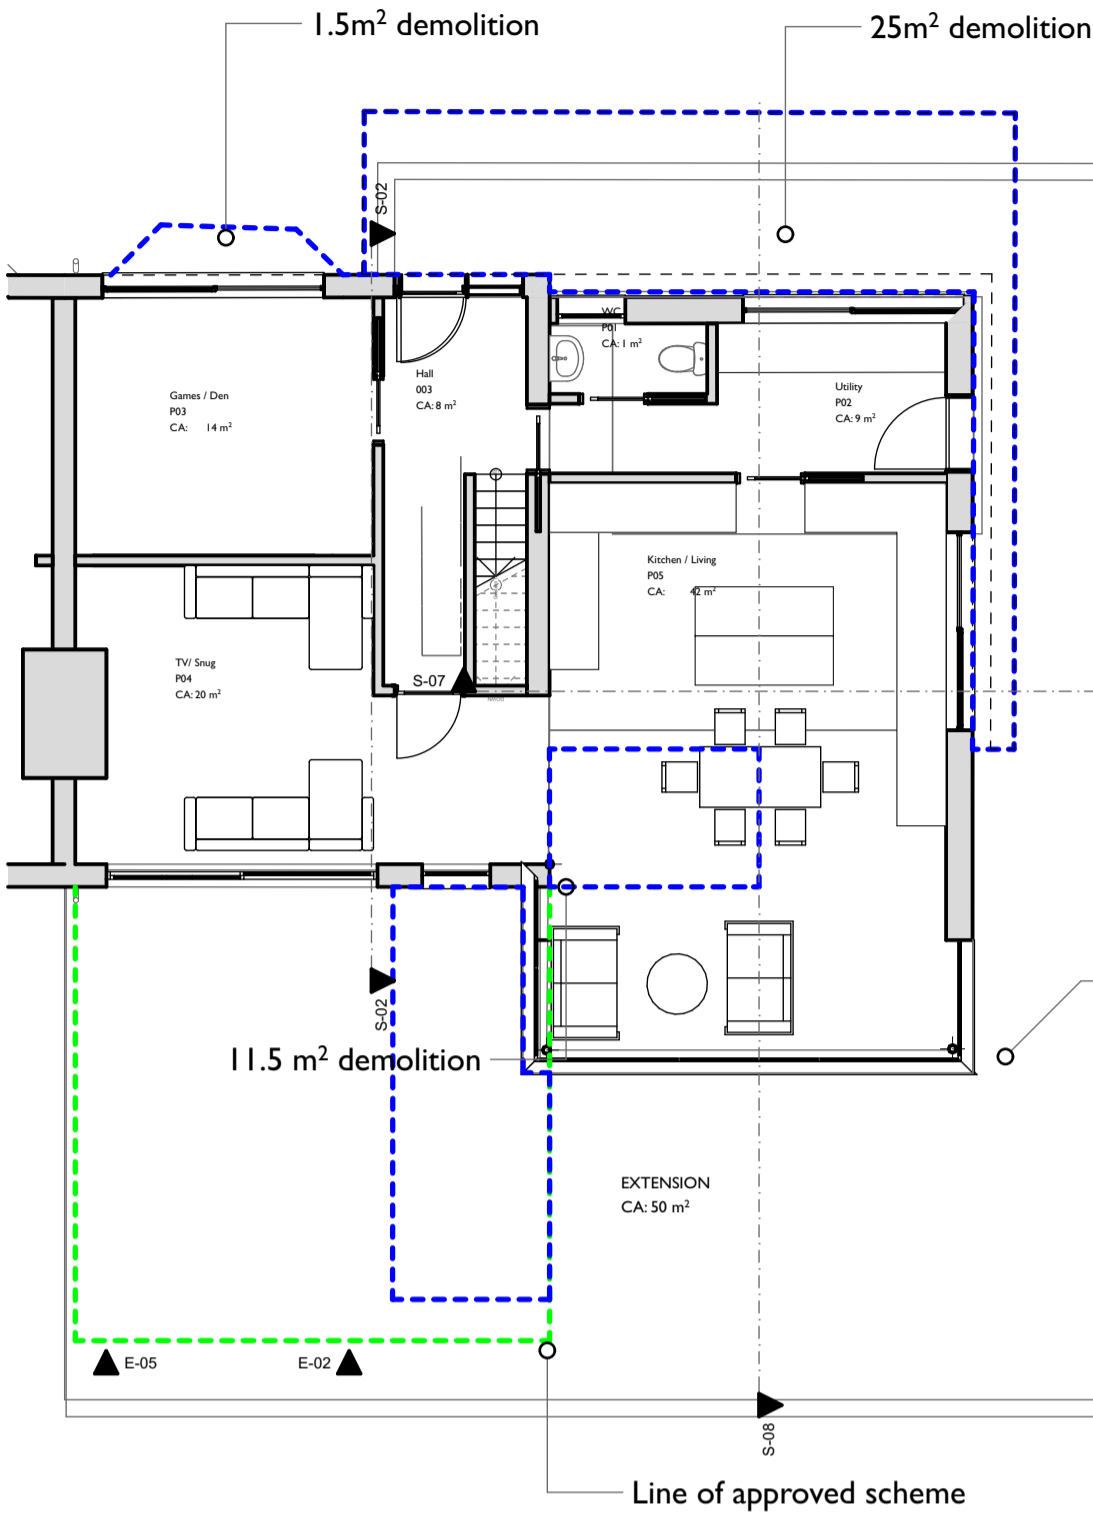 1.5m² demolition
25m² demolition
S-02
WC
P01
CA: 1 m²
Hall
003
CA: 8 m²
Games / Den
P03
CA: 14 m²
Utility
P02
CA: 9 m²
Kitchen / Living
P05
CA: 42 m²
TV/ Snug
P04
CA: 20 m²
S-07
DOWN
S-02
11.5 m² demolition
EXTENSION
CA: 50 m²
E-05
E-02
S-08
Line of approved scheme